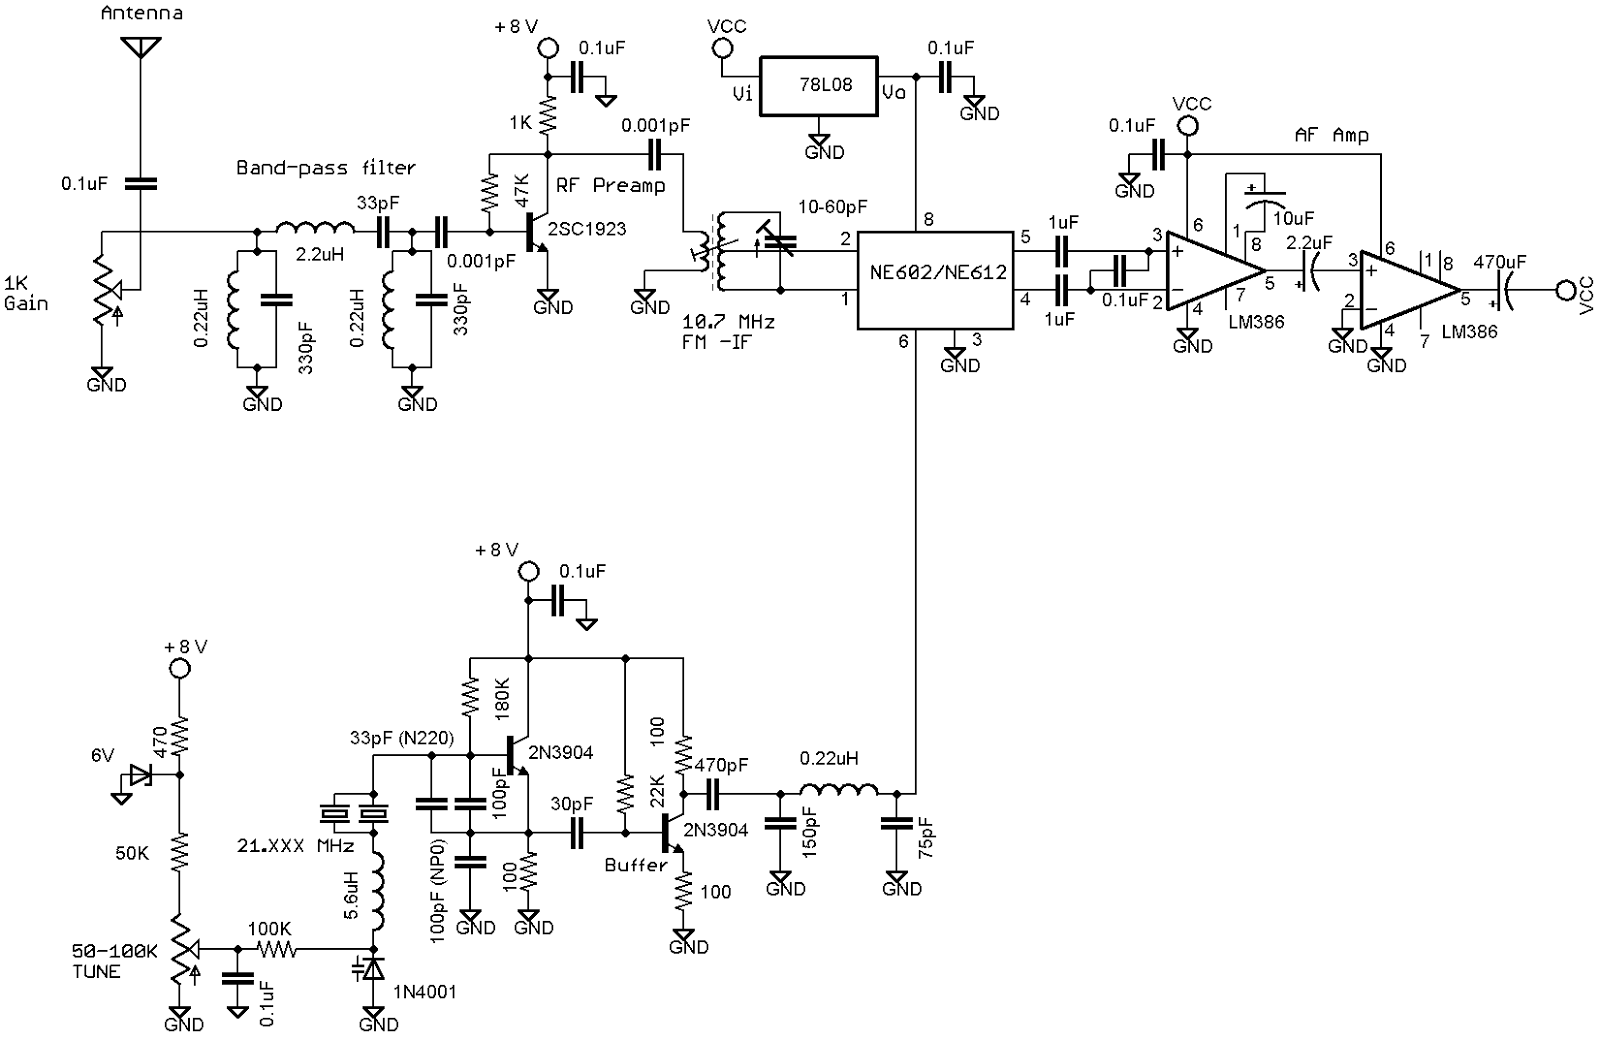 Antenna
0.1uF
1K
Gain
GND
Band-pass filter
2.2uH
33pF
0.22uH
330pF
GND
0.22uH
330pF
GND
0.001pF
+8V
0.1uF
1K
47K
RF Preamp
2SC1923
GND
0.001pF
GND
10.7 MHz
FM -IF
10-60pF
VCC
Vi
78L08
Vo
GND
0.1uF
GND
8
2
5
NE602/NE612
1
4
6
3
GND
1uF
1uF
0.1uF
0.1uF
GND
VCC
AF Amp
6
3
+
1
8
10uF
2
−
7
5
4
LM386
GND
2.2uF
+
+
6
3
+
1
8
2
−
5
4
7
LM386
GND
GND
470uF
+
VCC
+8V
0.1uF
180K
2N3904
33pF (N220)
100pF
100pF (NP0)
GND
100
GND
30pF
22K
100
2N3904
Buffer
100
GND
470pF
150pF
GND
0.22uH
75pF
GND
+8V
470
6V
50K
50-100K
TUNE
GND
0.1uF
100K
21.XXX MHz
5.6uH
1N4001
GND